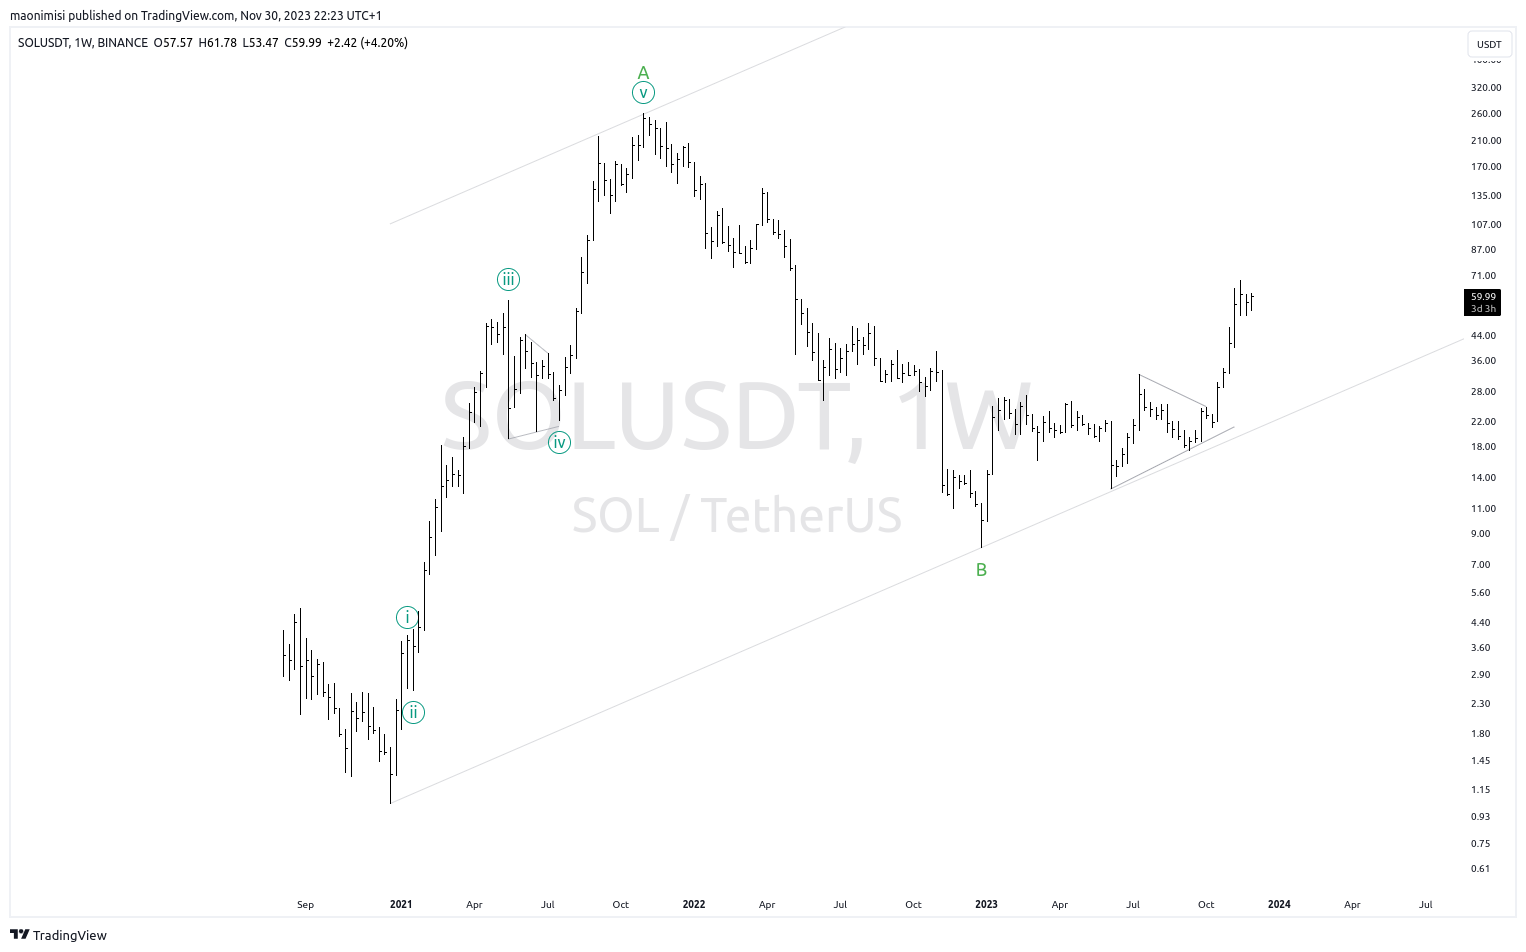 maonimisi published on TradingView.com, Nov 30, 2023 22:23 UTC+1
SOLUSDT, 1W, BINANCE O57.57 H61.78 L53.47 C59.99 +2.42 (+4.20%)
USDT
320.00
260.00
210.00
170.00
135.00
107.00
87.00
71.00
59.99
3d 3h
44.00
36.00
28.00
22.00
18.00
14.00
11.00
9.00
7.00
5.60
4.40
3.60
2.90
2.30
1.80
1.45
1.15
0.93
0.75
0.61
A
v
iii
iv
i
ii
B
SOLUSDT, 1W
SOL / TetherUS
Sep 2021 Apr Jul Oct 2022 Apr Jul Oct 2023 Apr Jul Oct 2024 Apr Jul
TradingView